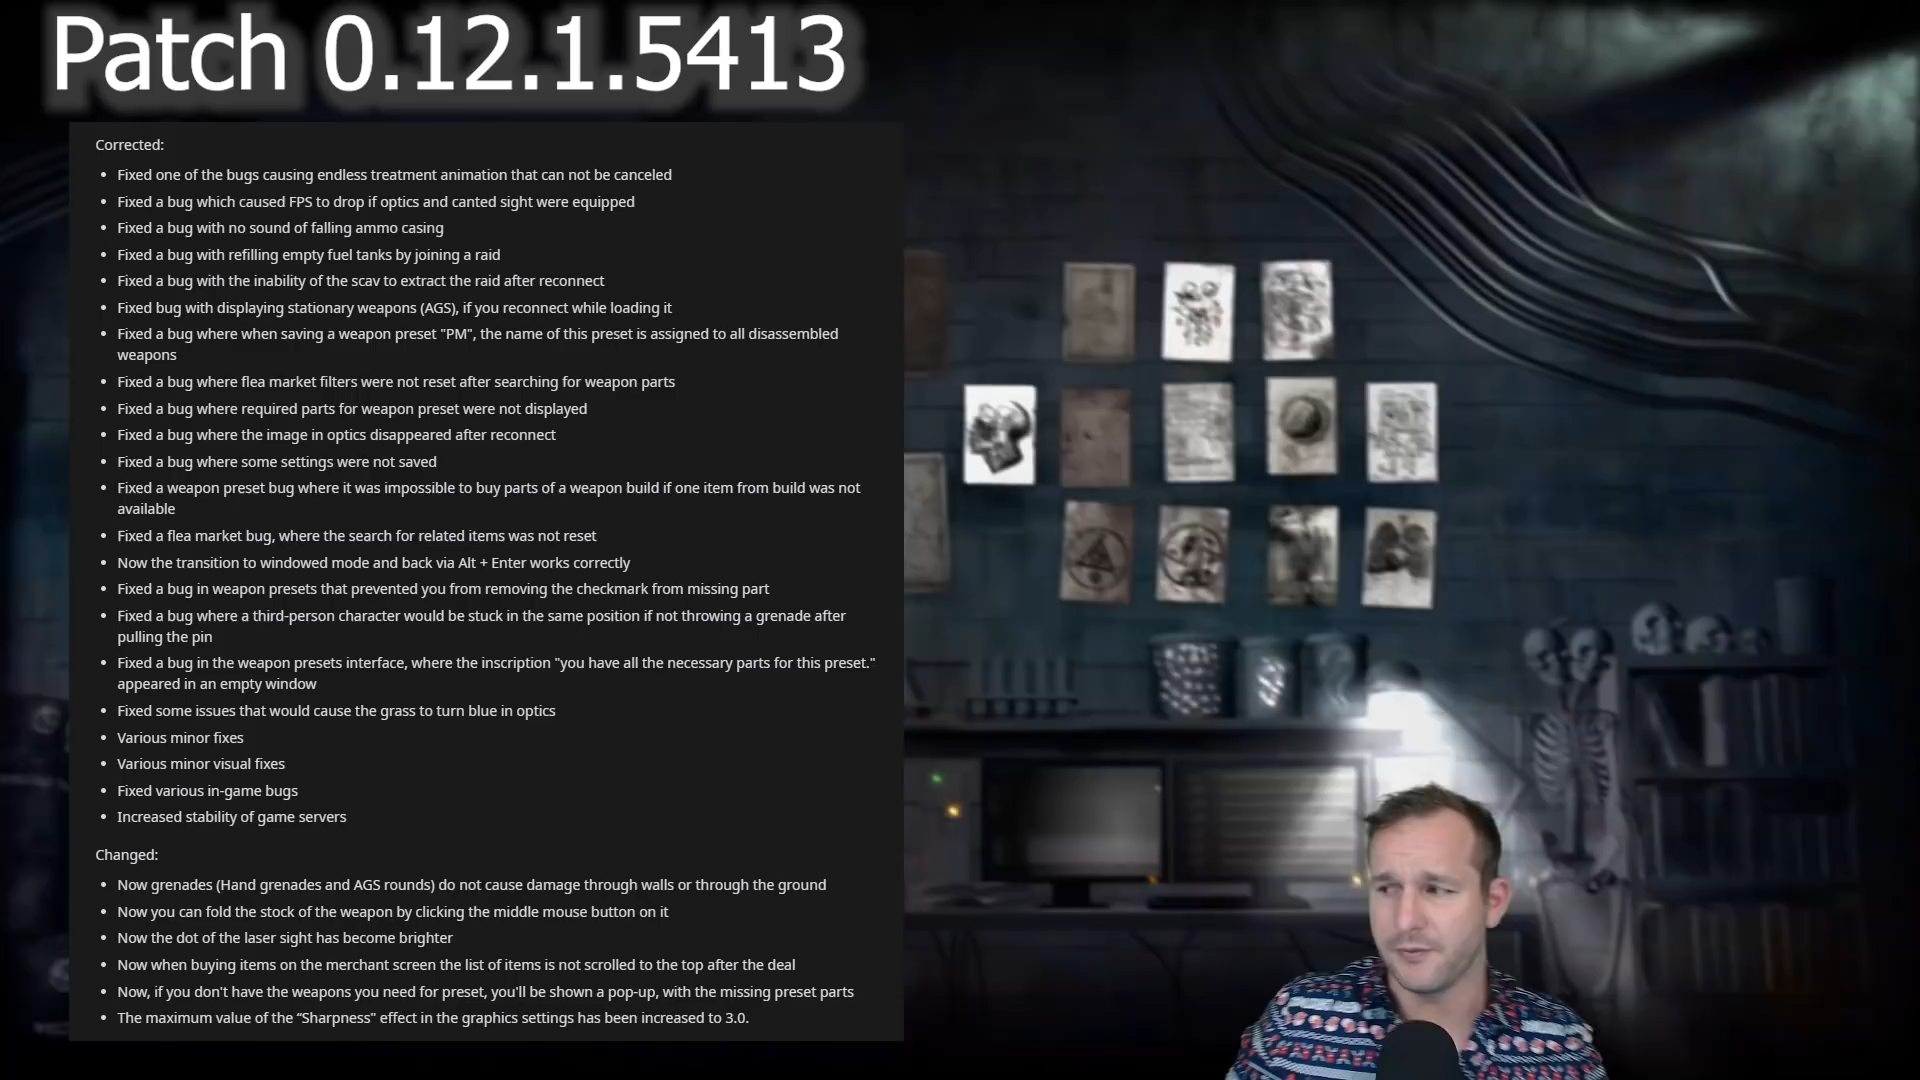 Patch 0.12.1.5413
Corrected:
• Fixed one of the bugs causing endless treatment animation that can not be canceled
• Fixed a bug which caused FPS to drop if optics and canted sight were equipped
• Fixed a bug with no sound of falling ammo casing
• Fixed a bug with refilling empty fuel tanks by joining a raid
• Fixed a bug with the inability of the scav to extract the raid after reconnect
• Fixed bug with displaying stationary weapons (AGS), if you reconnect while loading it
• Fixed a bug where when saving a weapon preset "PM", the name of this preset is assigned to all disassembled
weapons
• Fixed a bug where flea market filters were not reset after searching for weapon parts
• Fixed a bug where required parts for weapon preset were not displayed
• Fixed a bug where the image in optics disappeared after reconnect
• Fixed a bug where some settings were not saved
• Fixed a weapon preset bug where it was impossible to buy parts of a weapon build if one item from build was not
available
• Fixed a flea market bug, where the search for related items was not reset
• Now the transition to windowed mode and back via Alt + Enter works correctly
• Fixed a bug in weapon presets that prevented you from removing the checkmark from missing part
• Fixed a bug where a third-person character would be stuck in the same position if not throwing a grenade after
pulling the pin
• Fixed a bug in the weapon presets interface, where the inscription "you have all the necessary parts for this preset."
appeared in an empty window
• Fixed some issues that would cause the grass to turn blue in optics
• Various minor fixes
• Various minor visual fixes
• Fixed various in-game bugs
• Increased stability of game servers
Changed:
• Now grenades (Hand grenades and AGS rounds) do not cause damage through walls or through the ground
• Now you can fold the stock of the weapon by clicking the middle mouse button on it
• Now the dot of the laser sight has become brighter
• Now when buying items on the merchant screen the list of items is not scrolled to the top after the deal
• Now, if you don't have the weapons you need for preset, you'll be shown a pop-up, with the missing preset parts
• The maximum value of the “Sharpness" effect in the graphics settings has been increased to 3.0.